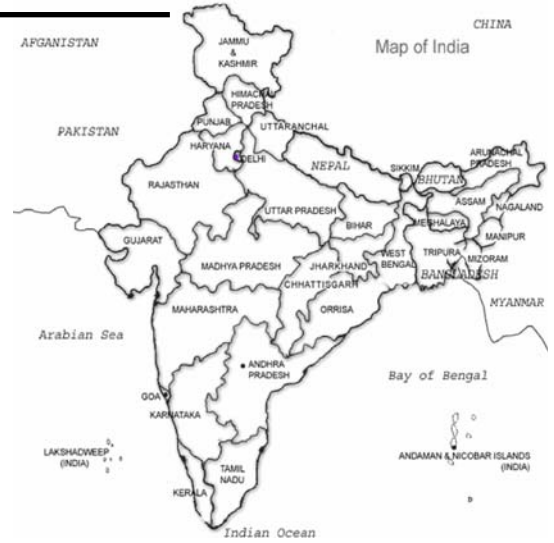 CHINA
AFGANISTAN
Map of India
JAMMU
&
KASHMIR
HIMACHAL
PRADESH
PUNJAB
UTTARANCHAL
PAKISTAN
HARYANA
DELHI
NEPAL
SIKKIM
ARUNACHAL
PRADESH
BHUTAN
RAJASTHAN
ASSAM
NAGALAND
UTTAR PRADESH
BIHAR
MEGHALAYA
MANIPUR
GUJARAT
MADHYA PRADESH
JHARKHAND
WEST
BENGAL
TRIPURA
MIZORAM
BANGLADESH
CHHATTISGARH
MAHARASHTRA
ORRISA
MYANMAR
Arabian Sea
ANDHRA
PRADESH
Bay of Bengal
GOA
KARNATAKA
LAKSHADWEEP
(INDIA)
ANDAMAN & NICOBAR ISLANDS
(INDIA)
TAMIL
NADU
KERALA
Indian Ocean